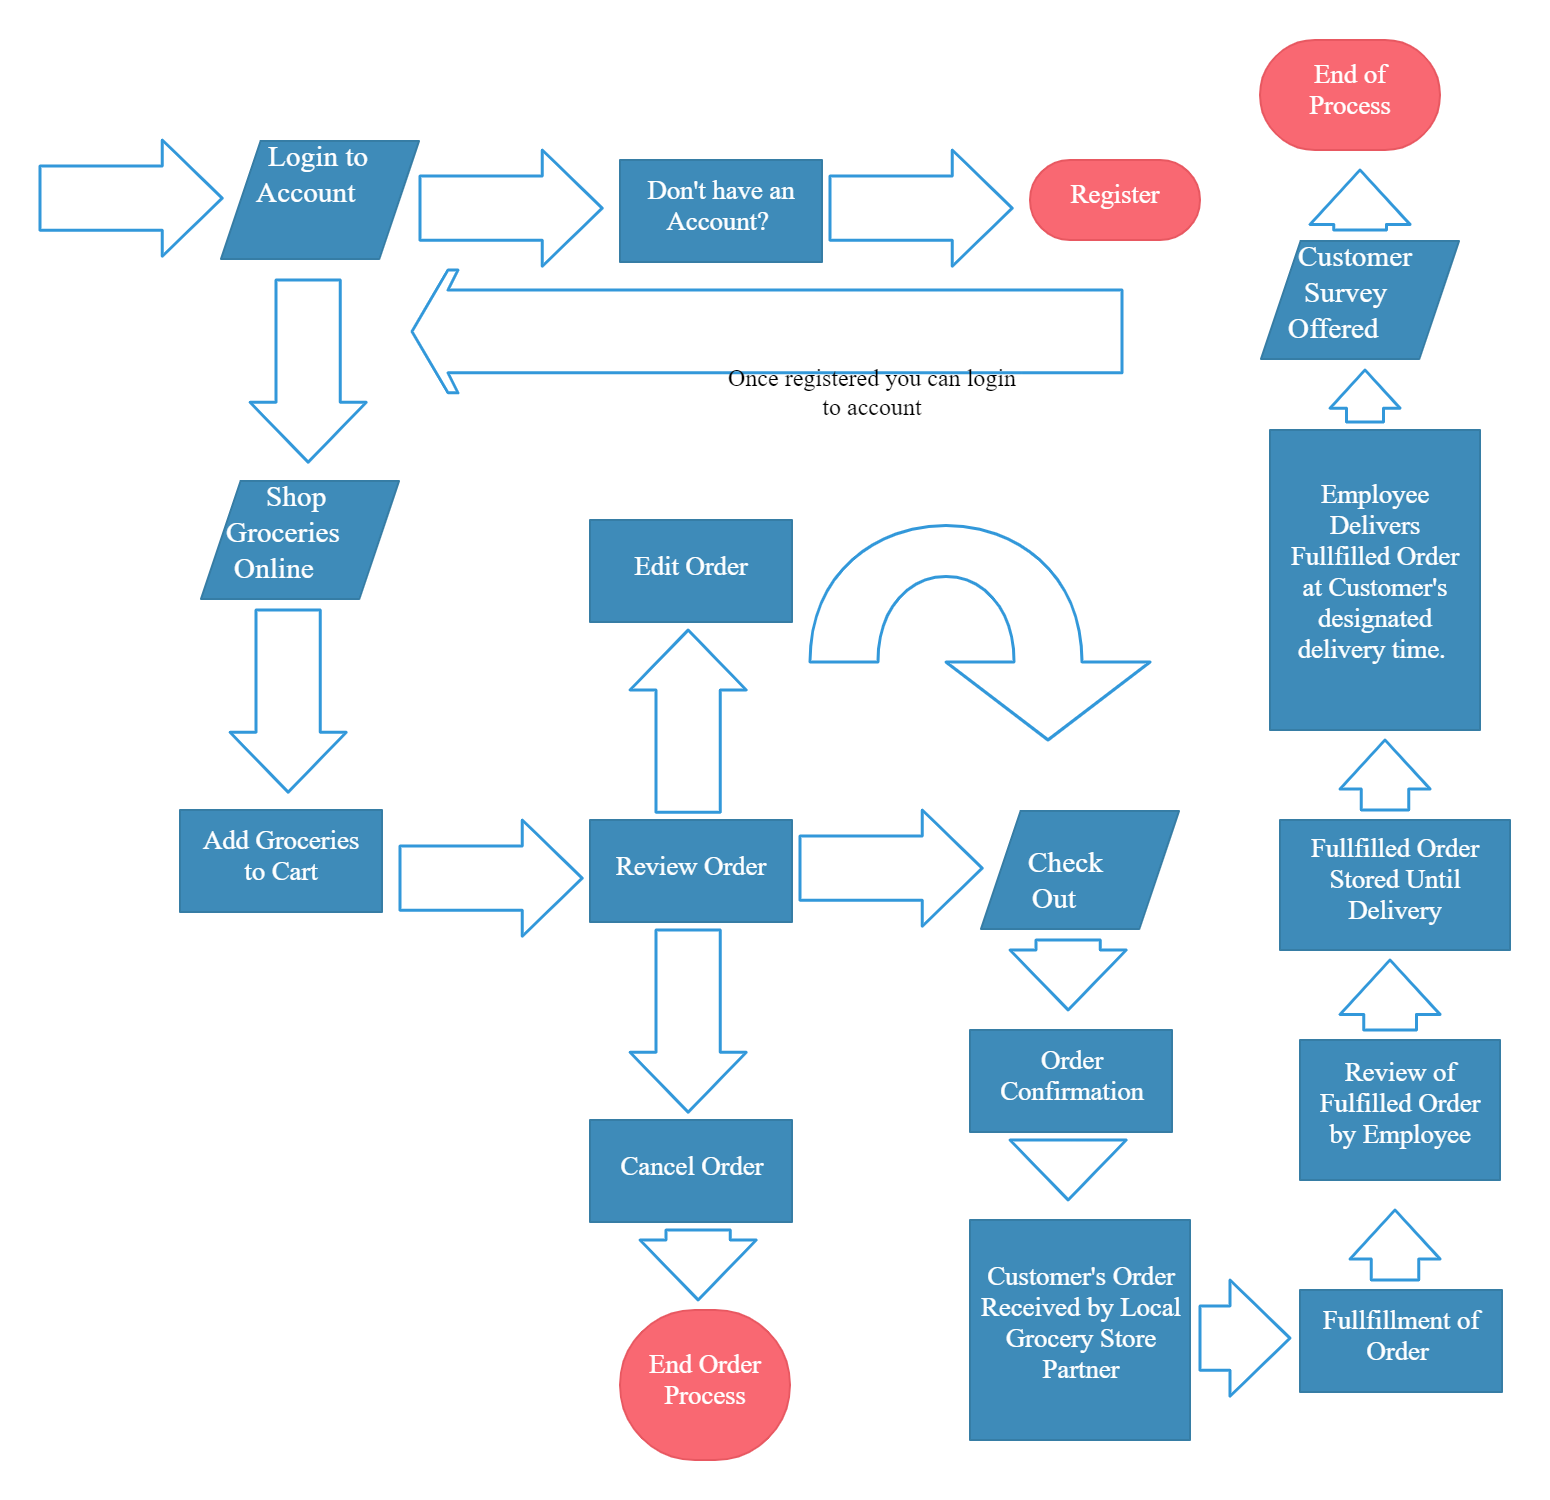 Login to
Account
Don't have an
Account?
Register
End of
Process
Once registered you can login
to account
Customer
Survey
Offered
Shop
Groceries
Online
Edit Order
Employee
Delivers
Fullfilled Order
at Customer's
designated
delivery time.
Add Groceries
to Cart
Review Order
Check
Out
Fullfilled Order
Stored Until
Delivery
Order
Confirmation
Review of
Fulfilled Order
by Employee
Cancel Order
Customer's Order
Received by Local
Grocery Store
Partner
Fullfillment of
Order
End Order
Process